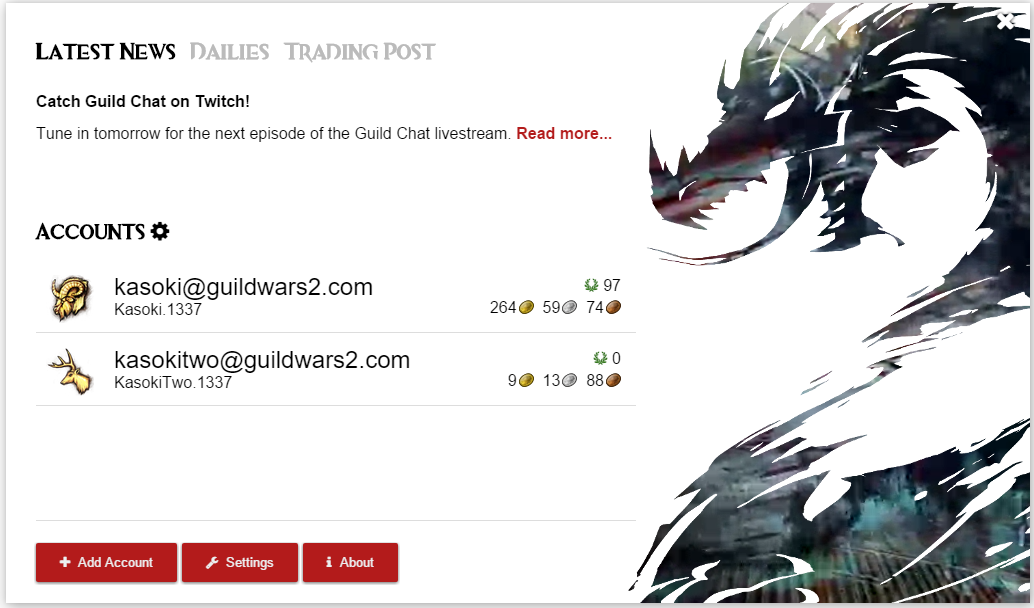 Latest News Dailies Trading Post
Catch Guild Chat on Twitch!
Tune in tomorrow for the next episode of the Guild Chat livestream. Read more...
Accounts
kasoki@guildwars2.com
Kasoki.1337
97
264 59 74
kasokitwo@guildwars2.com
KasokiTwo.1337
0
9 13 88
Add Account Settings About